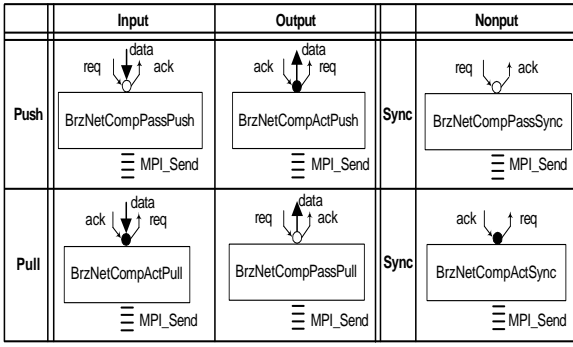 Input Output Nonput
data data
req ack ack req req ack
Push BrzNetCompPassPush BrzNetCompActPush Sync BrzNetCompPassSync
MPI_Send MPI_Send MPI_Send
data data
ack req req ack ack req
Pull BrzNetCompActPull BrzNetCompPassPull Sync BrzNetCompActSync
MPI_Send MPI_Send MPI_Send